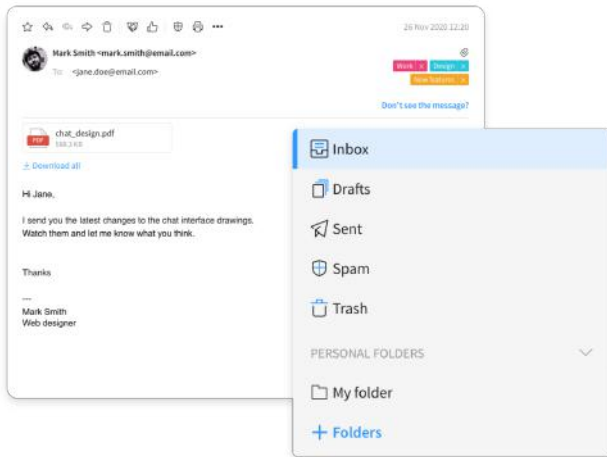 26 Nov 2020 12:20
Mark Smith <mark.smith@email.com>
To: <jane.doe@email.com>
Work x Design x
New features x
Don't see the message?
PDF
chat_design.pdf
Download all
Hi Jane,
I send you the latest changes to the chat interface drawings.
Watch them and let me know what you think.
Thanks
---
Mark Smith
Web designer
Inbox
Drafts
Sent
Spam
Trash
PERSONAL FOLDERS
My folder
+ Folders